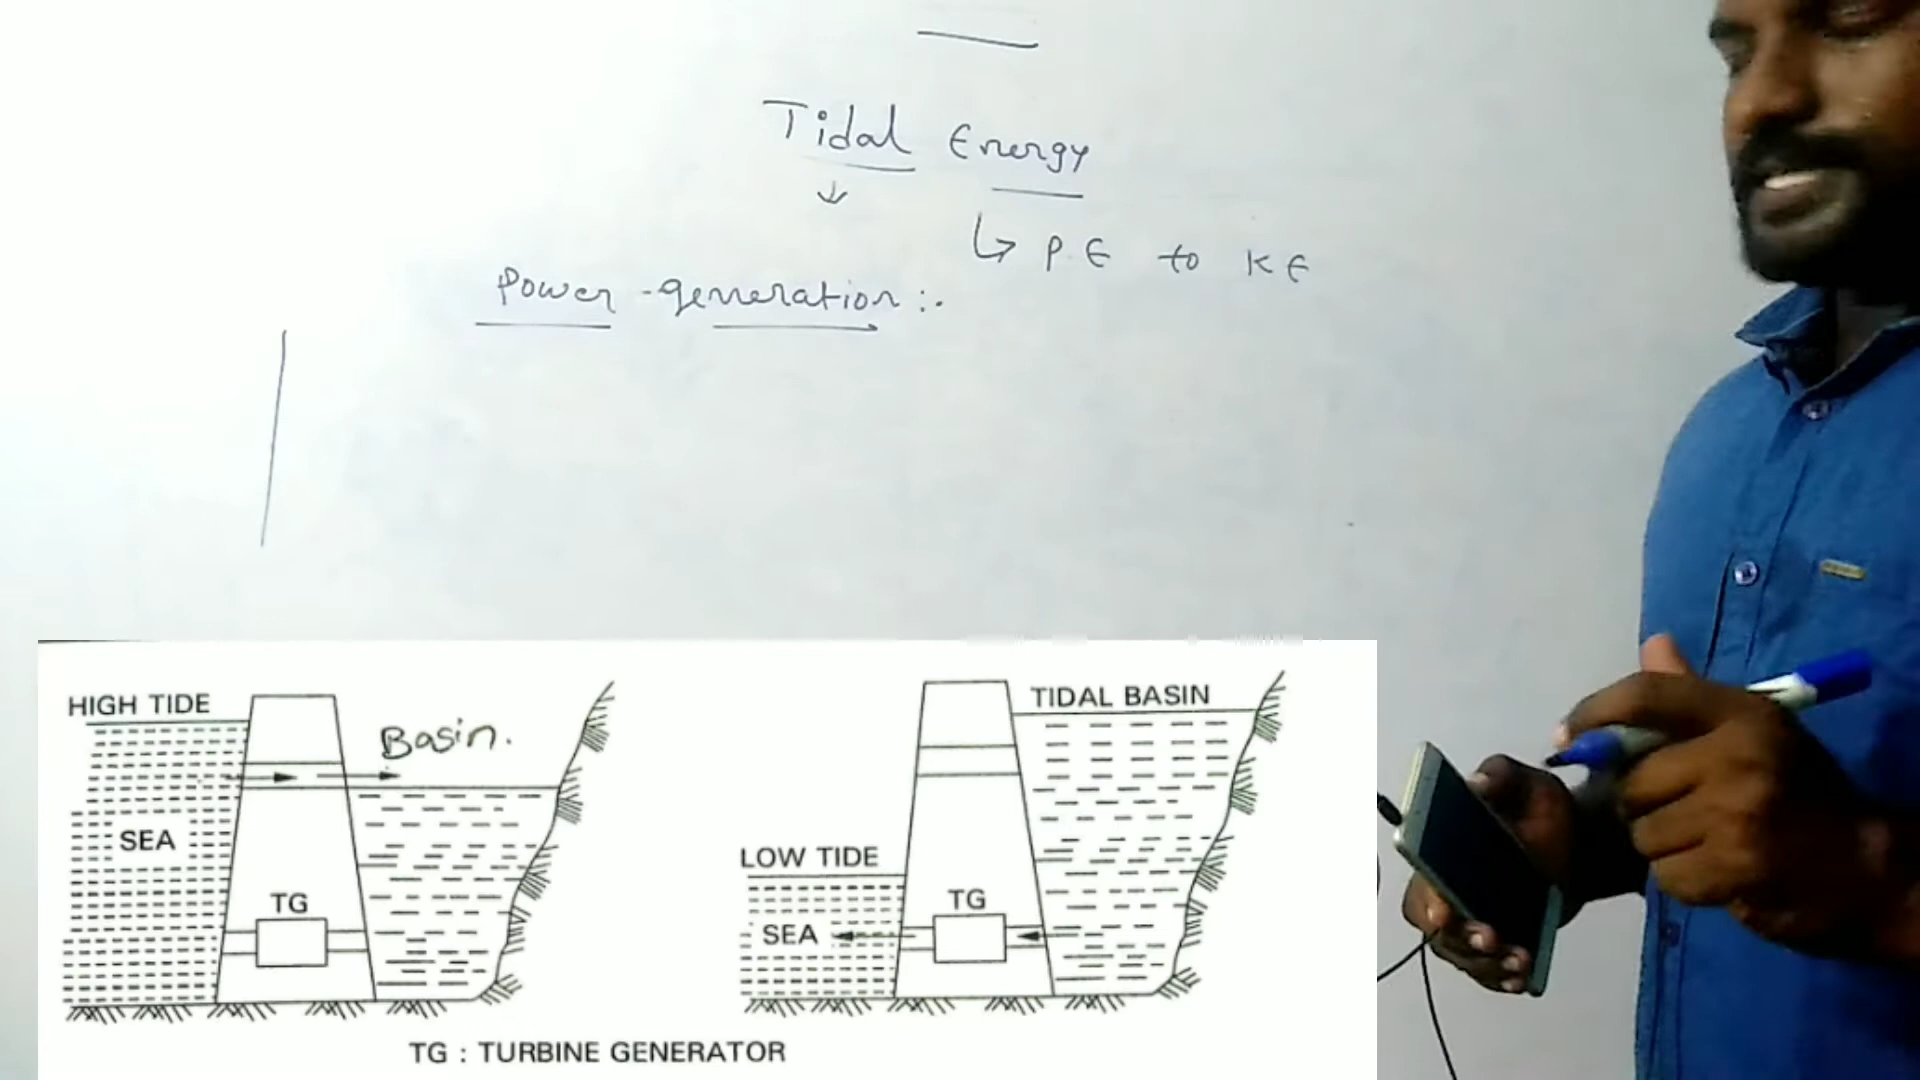 Tidal Energy
P.E to KE
Power generation :.
HIGH TIDE
Basin.
SEA
TG
TIDAL BASIN
LOW TIDE
TG
SEA
TG : TURBINE GENERATOR